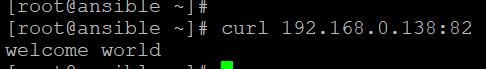 [root@ansible ~]#
[root@ansible ~]# curl 192.168.0.138:82
welcome world
[root@ansible ~]#